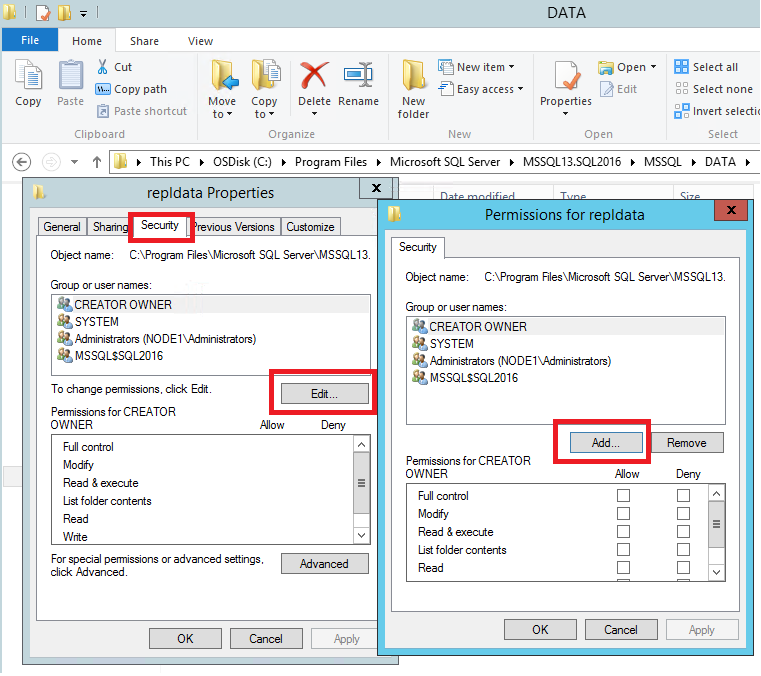 DATA
File Home Share View
Copy
Paste
Cut
Copy path
Paste shortcut
Clipboard
Move to
Copy to
Delete
Rename
Organize
New folder
New item
Easy access
New
Properties
Open
Edit
Open
Select all
Select none
Invert selectio
Select
This PC OSDisk (C:) Program Files Microsoft SQL Server MSSQL13.SQL2016 MSSQL DATA
Date modified Type Size
repldata Properties
x
General Sharing Security Previous Versions Customize
Object name: C:\Program Files\Microsoft SQL Server\MSSQL13.
Group or user names:
CREATOR OWNER
SYSTEM
Administrators (NODE1\Administrators)
MSSQL$SQL2016
To change permissions, click Edit.
Edit...
Permissions for CREATOR
OWNER Allow Deny
Full control
Modify
Read & execute
List folder contents
Read
Write
For special permissions or advanced settings,
click Advanced.
Advanced
OK Cancel Apply
Permissions for repldata
x
Security
Object name: C:\Program Files\Microsoft SQL Server\MSSQL13.
Group or user names:
CREATOR OWNER
SYSTEM
Administrators (NODE1\Administrators)
MSSQL$SQL2016
Add... Remove
Permissions for CREATOR
OWNER Allow Deny
Full control
Modify
Read & execute
List folder contents
Read
OK Cancel Apply